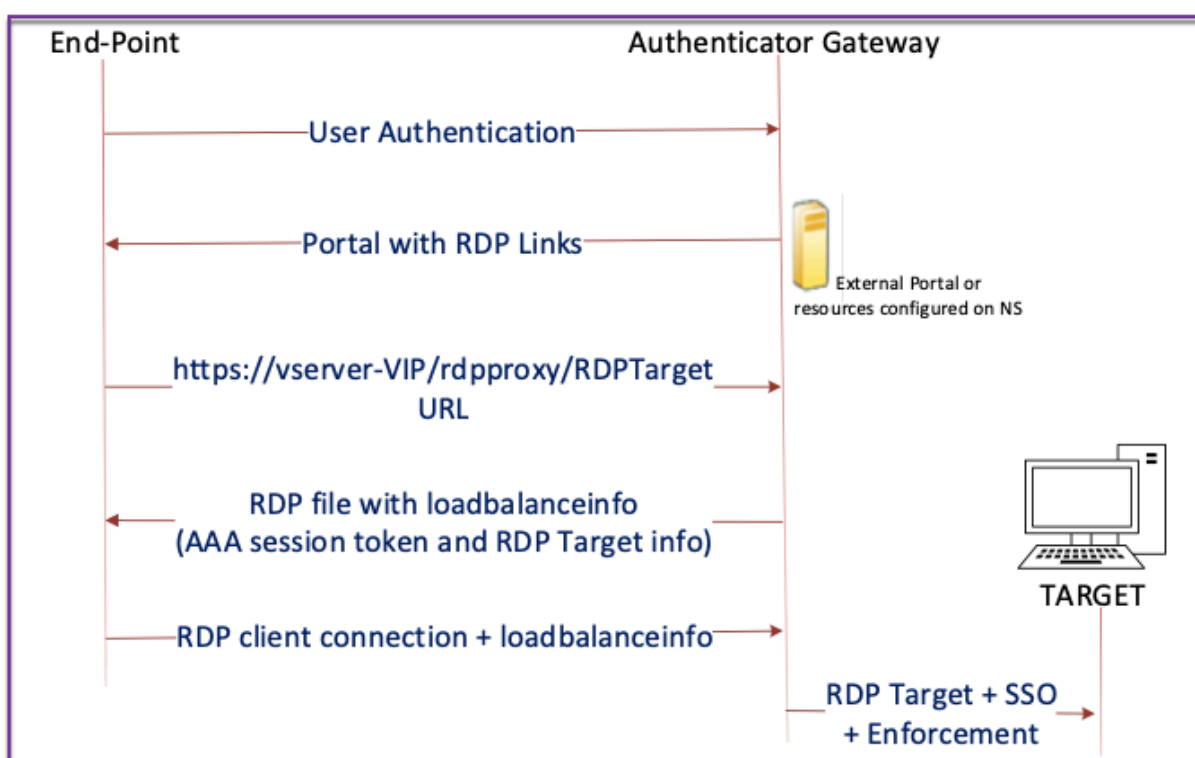 End-Point
Authenticator Gateway
User Authentication
Portal with RDP Links
External Portal or
resources configured on NS
https://vserver-VIP/rdpproxy/RDPTarget
URL
RDP file with loadbalanceinfo
(AAA session token and RDP Target info)
TARGET
RDP client connection + loadbalanceinfo
RDP Target + SSO
+ Enforcement